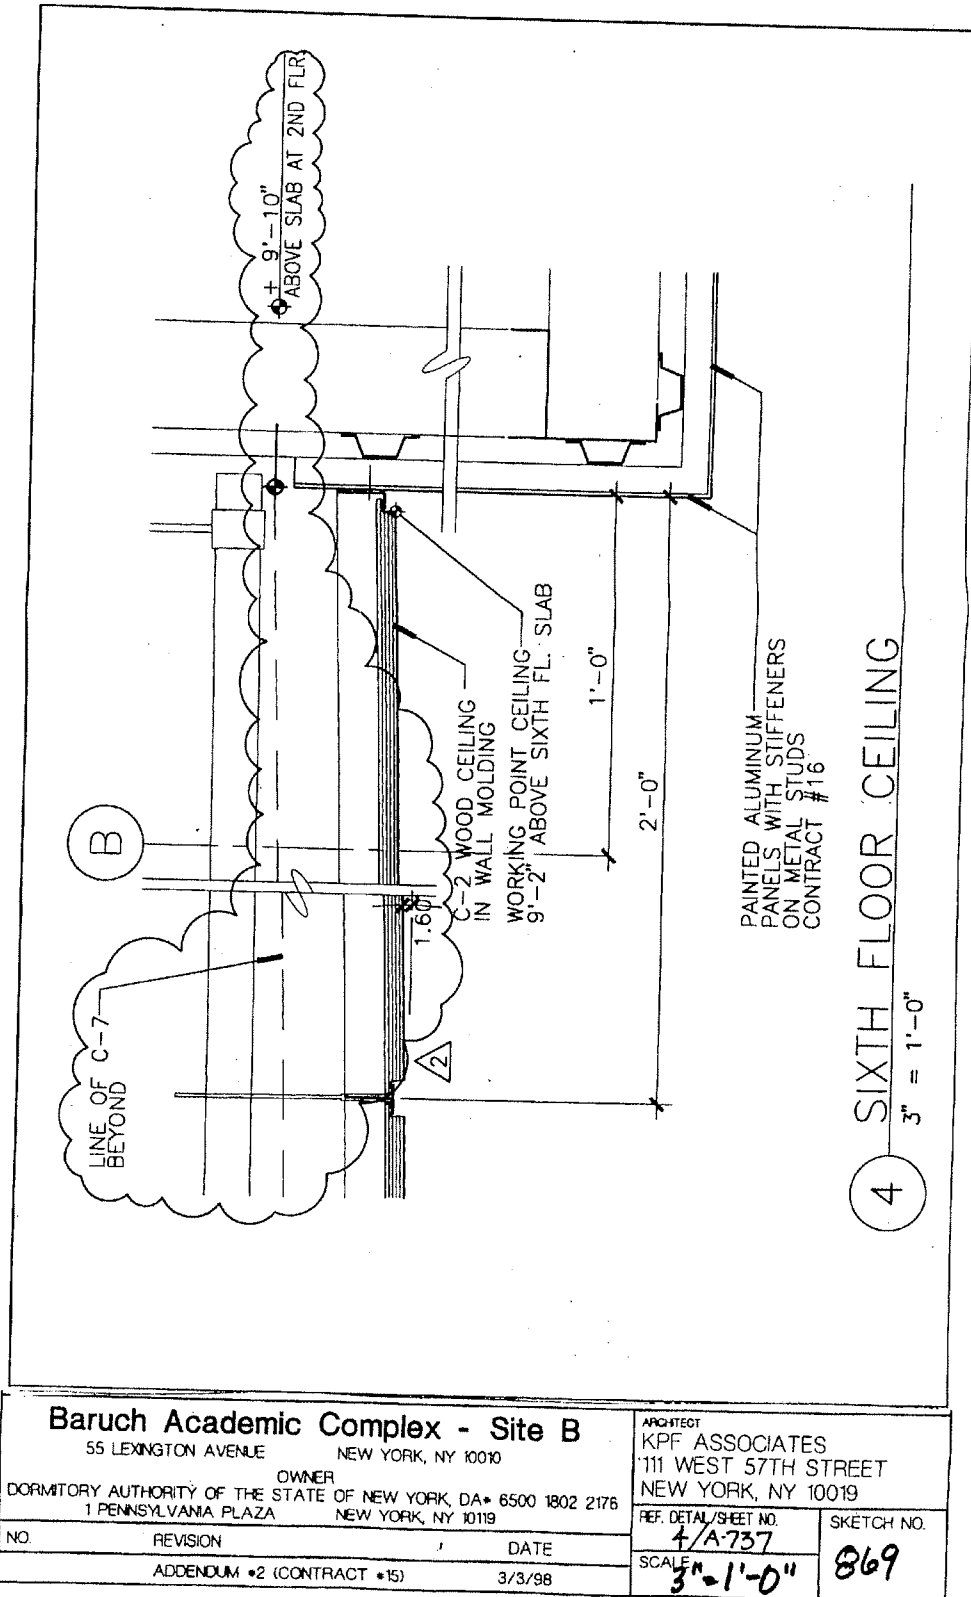 + 9'-10"
ABOVE SLAB AT 2ND FLR
LINE OF C-7
BEYOND
B
1.60
C-2 WOOD CEILING
IN WALL MOLDING
WORKING POINT CEILING
9'-2" ABOVE SIXTH FL. SLAB
2
1'-0"
2'-0"
PAINTED ALUMINUM
PANELS WITH STIFFENERS
ON METAL STUDS
CONTRACT #16
4
SIXTH FLOOR CEILING
3" = 1'-0"
Baruch Academic Complex - Site B
55 LEXINGTON AVENUE NEW YORK, NY 10010
OWNER
DORMITORY AUTHORITY OF THE STATE OF NEW YORK, DA# 6500 1802 2176
1 PENNSYLVANIA PLAZA NEW YORK, NY 10119
NO. REVISION DATE
ADDENDUM #2 (CONTRACT #15) 3/3/98
ARCHITECT
KPF ASSOCIATES
111 WEST 57TH STREET
NEW YORK, NY 10019
REF. DETAIL/SHEET NO.
4/A-737
SCALE
3"=1'-0"
SKETCH NO.
869